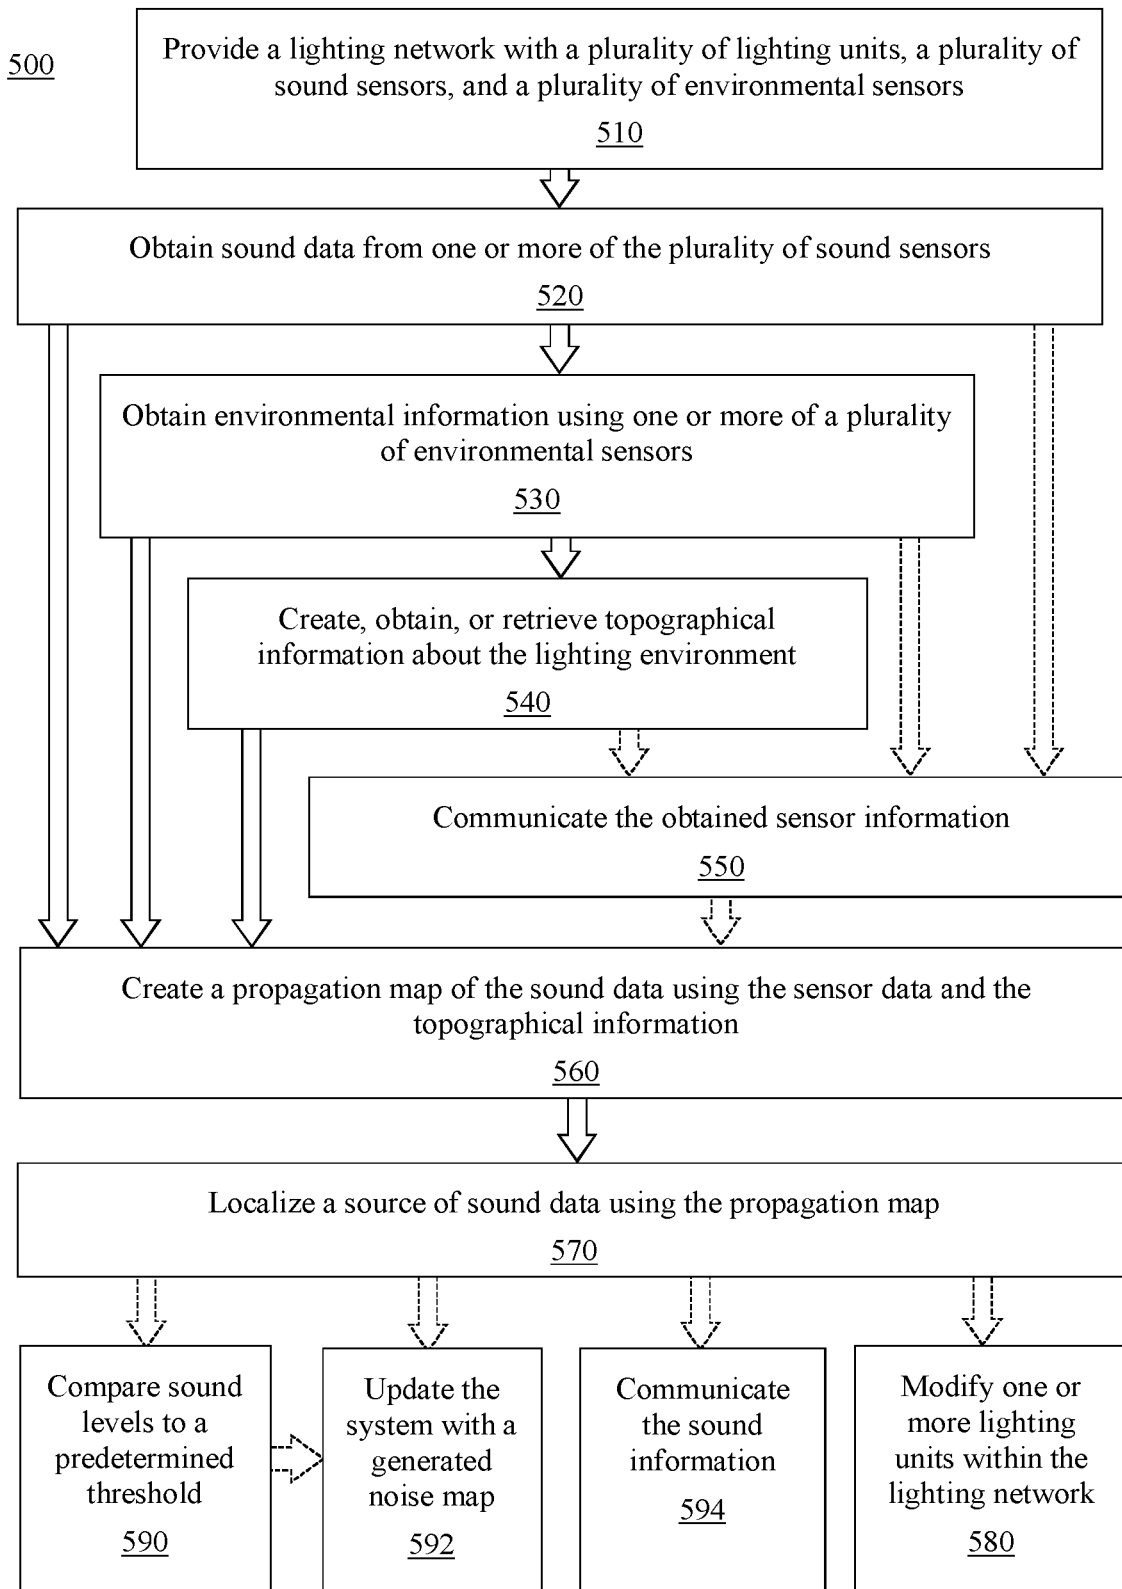 500
Provide a lighting network with a plurality of lighting units, a plurality of
sound sensors, and a plurality of environmental sensors
510
Obtain sound data from one or more of the plurality of sound sensors
520
Obtain environmental information using one or more of a plurality
of environmental sensors
530
Create, obtain, or retrieve topographical
information about the lighting environment
540
Communicate the obtained sensor information
550
Create a propagation map of the sound data using the sensor data and the
topographical information
560
Localize a source of sound data using the propagation map
570
Compare sound
levels to a
predetermined
threshold
590
Update the
system with a
generated
noise map
592
Communicate
the sound
information
594
Modify one or
more lighting
units within the
lighting network
580